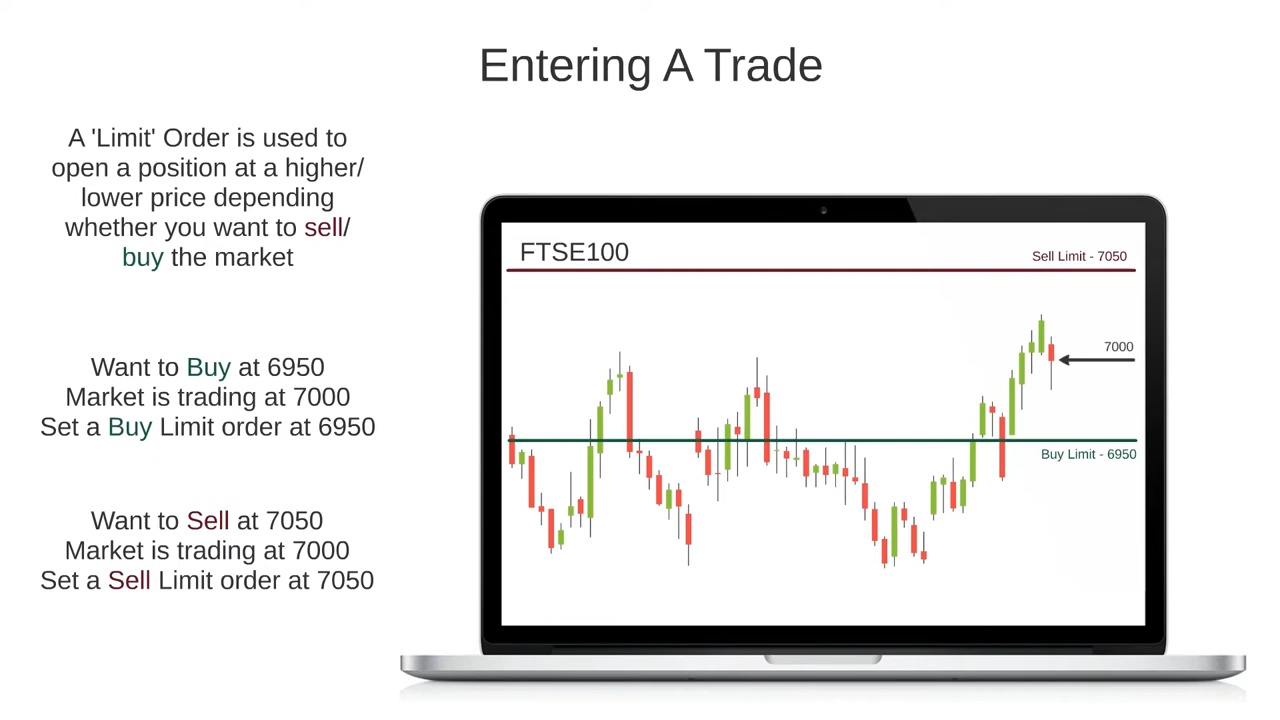 Entering A Trade
A 'Limit' Order is used to
open a position at a higher/
lower price depending
whether you want to sell/
buy the market
Want to Buy at 6950
Market is trading at 7000
Set a Buy Limit order at 6950
Want to Sell at 7050
Market is trading at 7000
Set a Sell Limit order at 7050
FTSE100
Sell Limit - 7050
7000
Buy Limit - 6950